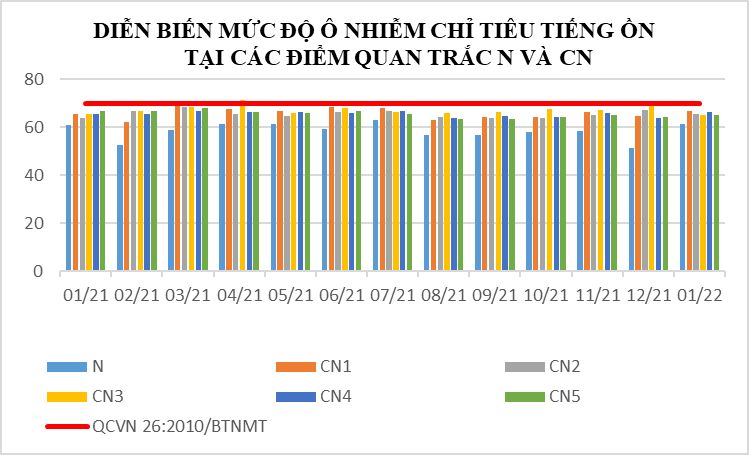 DIỄN BIẾN MỨC ĐỘ Ô NHIỄM CHỈ TIÊU TIẾNG ỒN
TẠI CÁC ĐIỂM QUAN TRẮC N VÀ CN
80
60
40
20
0
01/21 02/21 03/21 04/21 05/21 06/21 07/21 08/21 09/21 10/21 11/21 12/21 01/22
N CN1 CN2
CN3 CN4 CN5
QCVN 26:2010/BTNMT